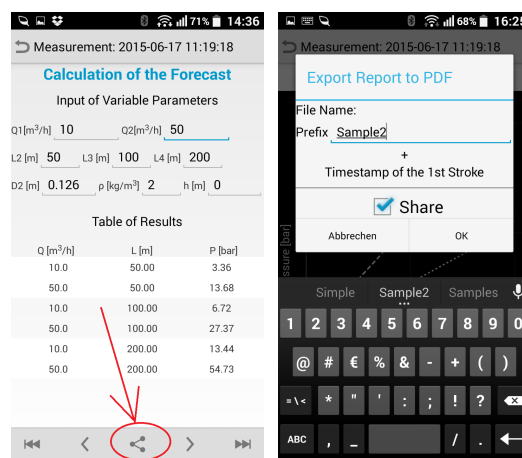 71% 14:36
Measurement: 2015-06-17 11:19:18
Calculation of the Forecast
Input of Variable Parameters
Q1[m³/h] 10 Q2[m³/h] 50
L2 [m] 50 L3 [m] 100 L4 [m] 200
D2 [m] 0.126 ρ [kg/m³] 2 h [m] 0
Table of Results
Q [m³/h] L [m] P [bar]
10.0 50.00 3.36
50.0 50.00 13.68
10.0 100.00 6.72
50.0 100.00 27.37
10.0 200.00 13.44
50.0 200.00 54.73
68% 16:25
Measurement: 2015-06-17 11:19:18
Export Report to PDF
File Name:
Prefix Sample2
+
Timestamp of the 1st Stroke
Share
Abbrechen OK
ssure [bar]
Simple Sample2 Samples
1 2 3 4 5 6 7 8 9 0
@ # € % & - + ( )
= \ < * " ' : ; ! ?
ABC , _ / .